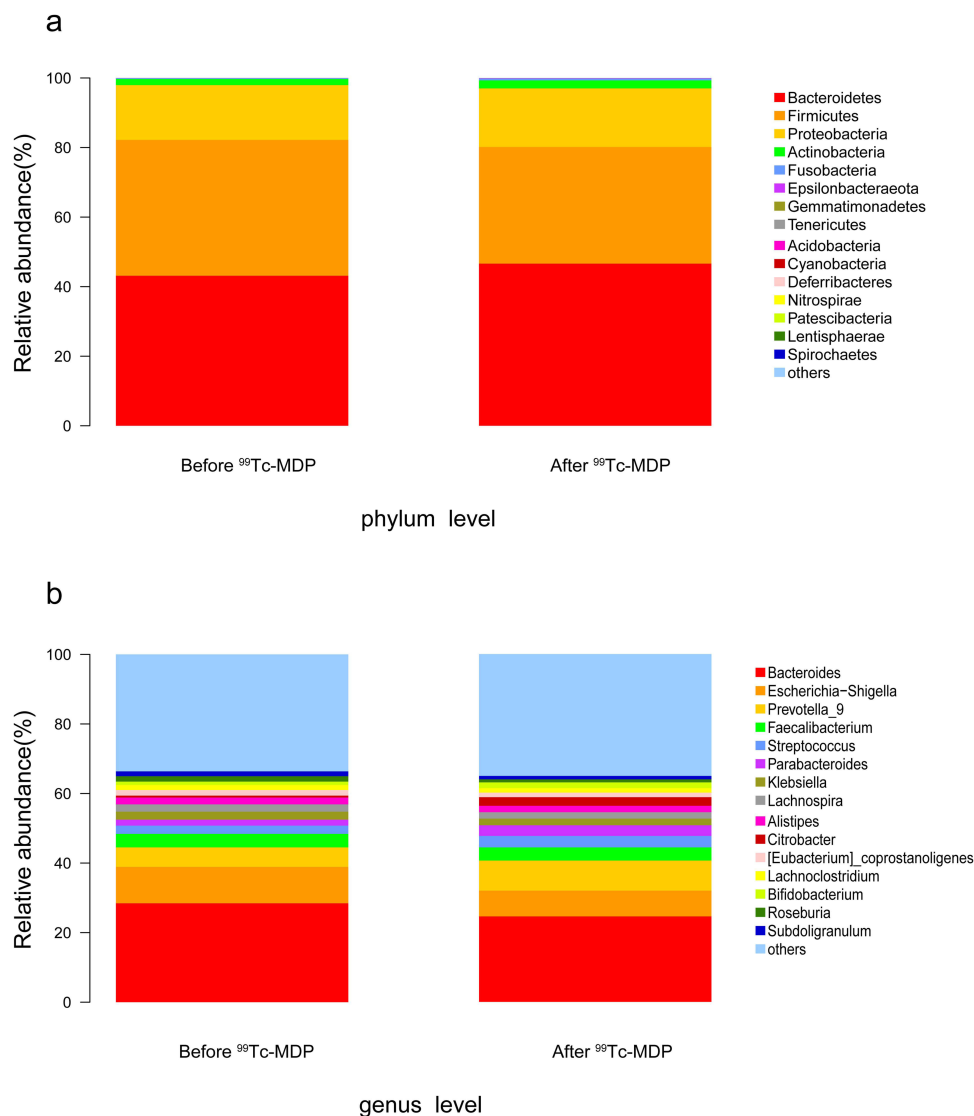 a
Relative abundance(%)
100
80
60
40
20
0
Before ⁹⁹Tc-MDP
After ⁹⁹Tc-MDP
phylum level
Bacteroidetes
Firmicutes
Proteobacteria
Actinobacteria
Fusobacteria
Epsilonbacteraeota
Gemmatimonadetes
Tenericutes
Acidobacteria
Cyanobacteria
Deferribacteres
Nitrospirae
Patescibacteria
Lentisphaerae
Spirochaetes
others
b
Relative abundance(%)
100
80
60
40
20
0
Before ⁹⁹Tc-MDP
After ⁹⁹Tc-MDP
genus level
Bacteroides
Escherichia−Shigella
Prevotella_9
Faecalibacterium
Streptococcus
Parabacteroides
Klebsiella
Lachnospira
Alistipes
Citrobacter
[Eubacterium]_coprostanoligenes
Lachnoclostridium
Bifidobacterium
Roseburia
Subdoligranulum
others